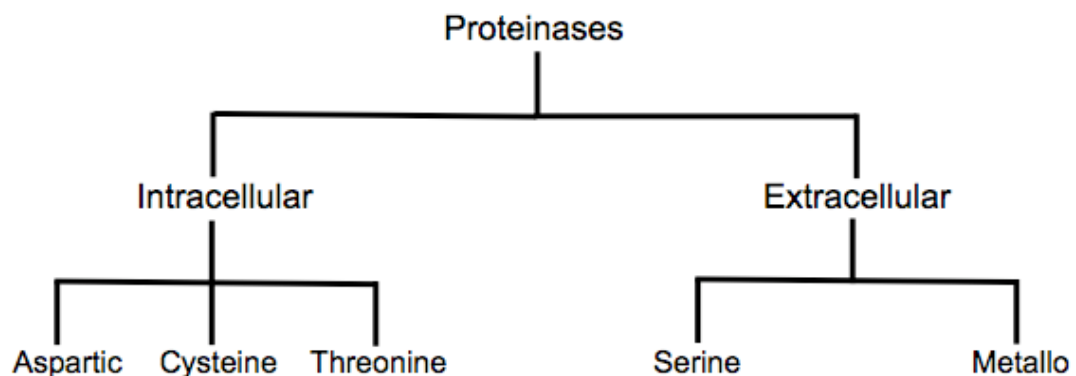 Proteinases
Intracellular Extracellular
Aspartic Cysteine Threonine Serine Metallo